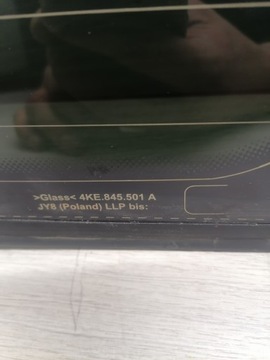 >Glass< 4KE.845.501 A
JY8 (Poland) LLP bis: